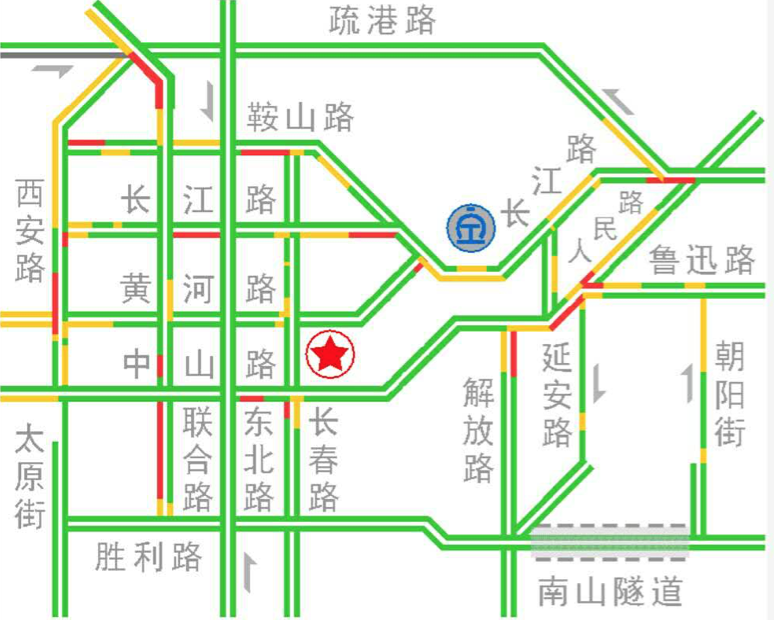 疏港路
鞍山路
西安路
长江路
长江路
人民路
黄河路
鲁迅路
中山路
太原街
联合路
东北路
长春路
解放路
延安路
朝阳街
胜利路
南山隧道